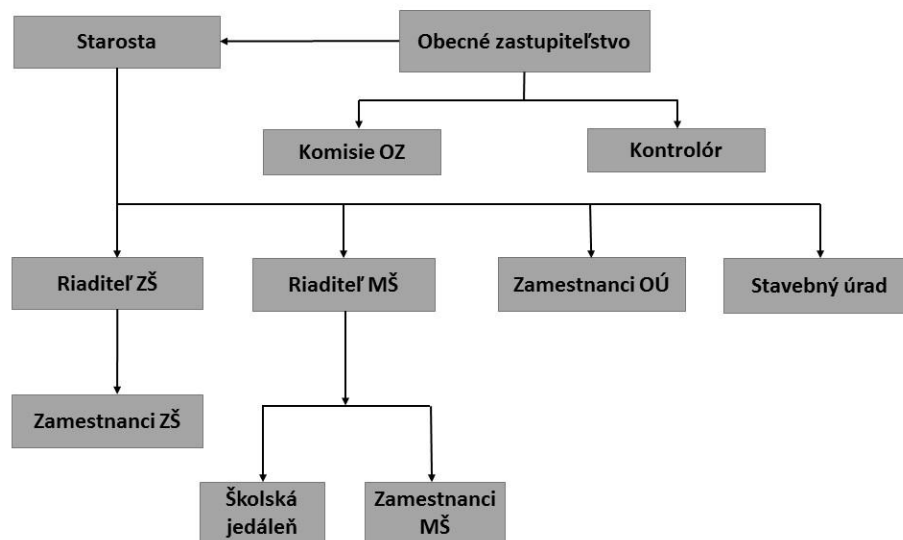 Starosta
Obecné zastupiteľstvo
Komisie OZ
Kontrolór
Riaditeľ ZŠ
Riaditeľ MŠ
Zamestnanci OÚ
Stavebný úrad
Zamestnanci ZŠ
Školská
jedáleň
Zamestnanci
MŠ